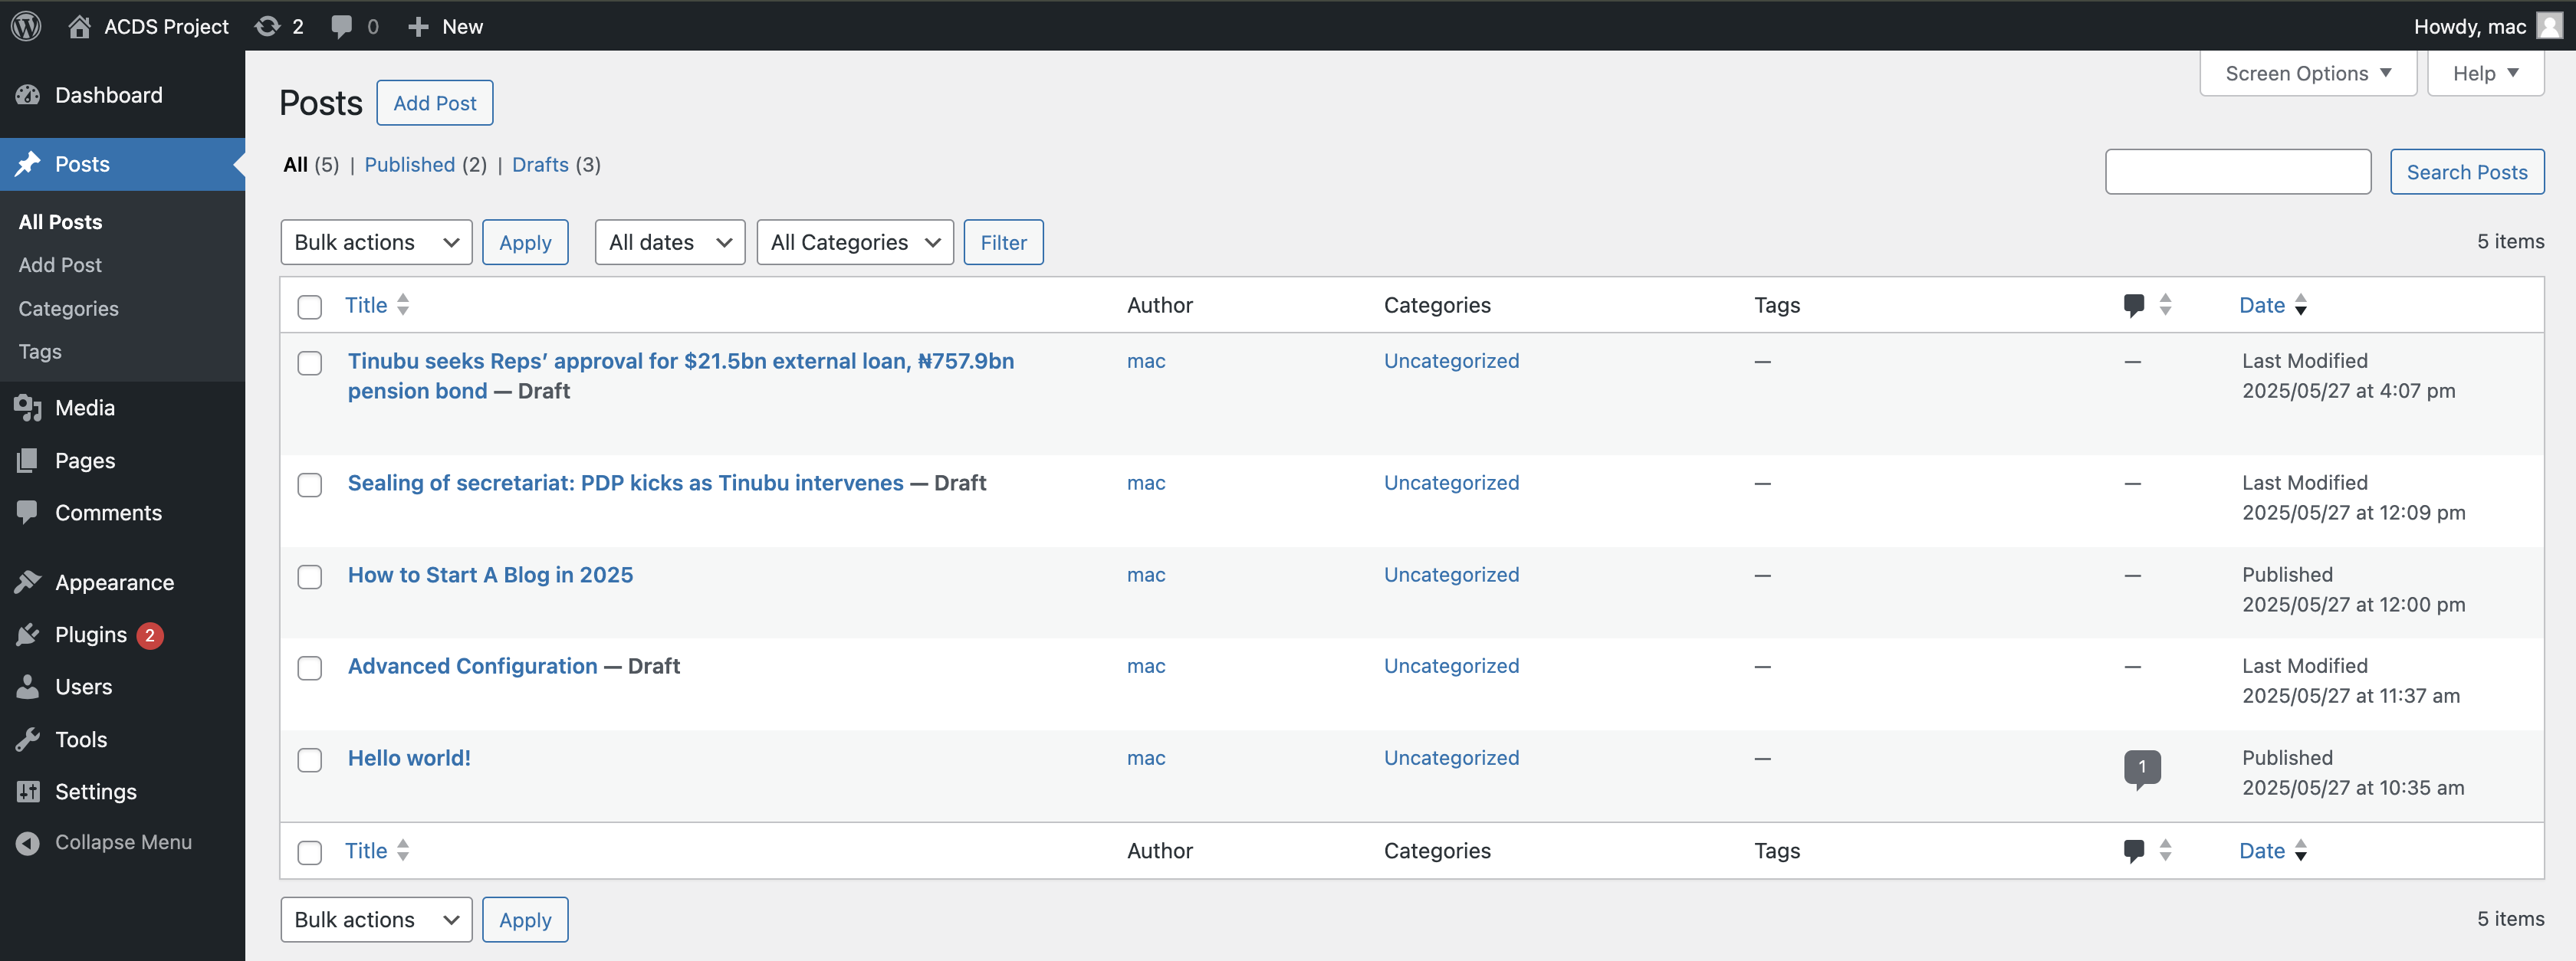 ACDS Project 2 0 New Howdy, mac
Screen Options Help
Dashboard
Posts
All Posts
Add Post
Categories
Tags
Media
Pages
Comments
Appearance
Plugins 2
Users
Tools
Settings
Collapse Menu
Posts Add Post
All (5) | Published (2) | Drafts (3)
Search Posts
Bulk actions Apply All dates All Categories Filter 5 items
Title Author Categories Tags Date
Tinubu seeks Reps’ approval for $21.5bn external loan, ₦757.9bn
pension bond — Draft
mac Uncategorized — — Last Modified
2025/05/27 at 4:07 pm
Sealing of secretariat: PDP kicks as Tinubu intervenes — Draft mac Uncategorized — — Last Modified
2025/05/27 at 12:09 pm
How to Start A Blog in 2025 mac Uncategorized — — Published
2025/05/27 at 12:00 pm
Advanced Configuration — Draft mac Uncategorized — — Last Modified
2025/05/27 at 11:37 am
Hello world! mac Uncategorized — 1 Published
2025/05/27 at 10:35 am
Title Author Categories Tags Date
Bulk actions Apply 5 items